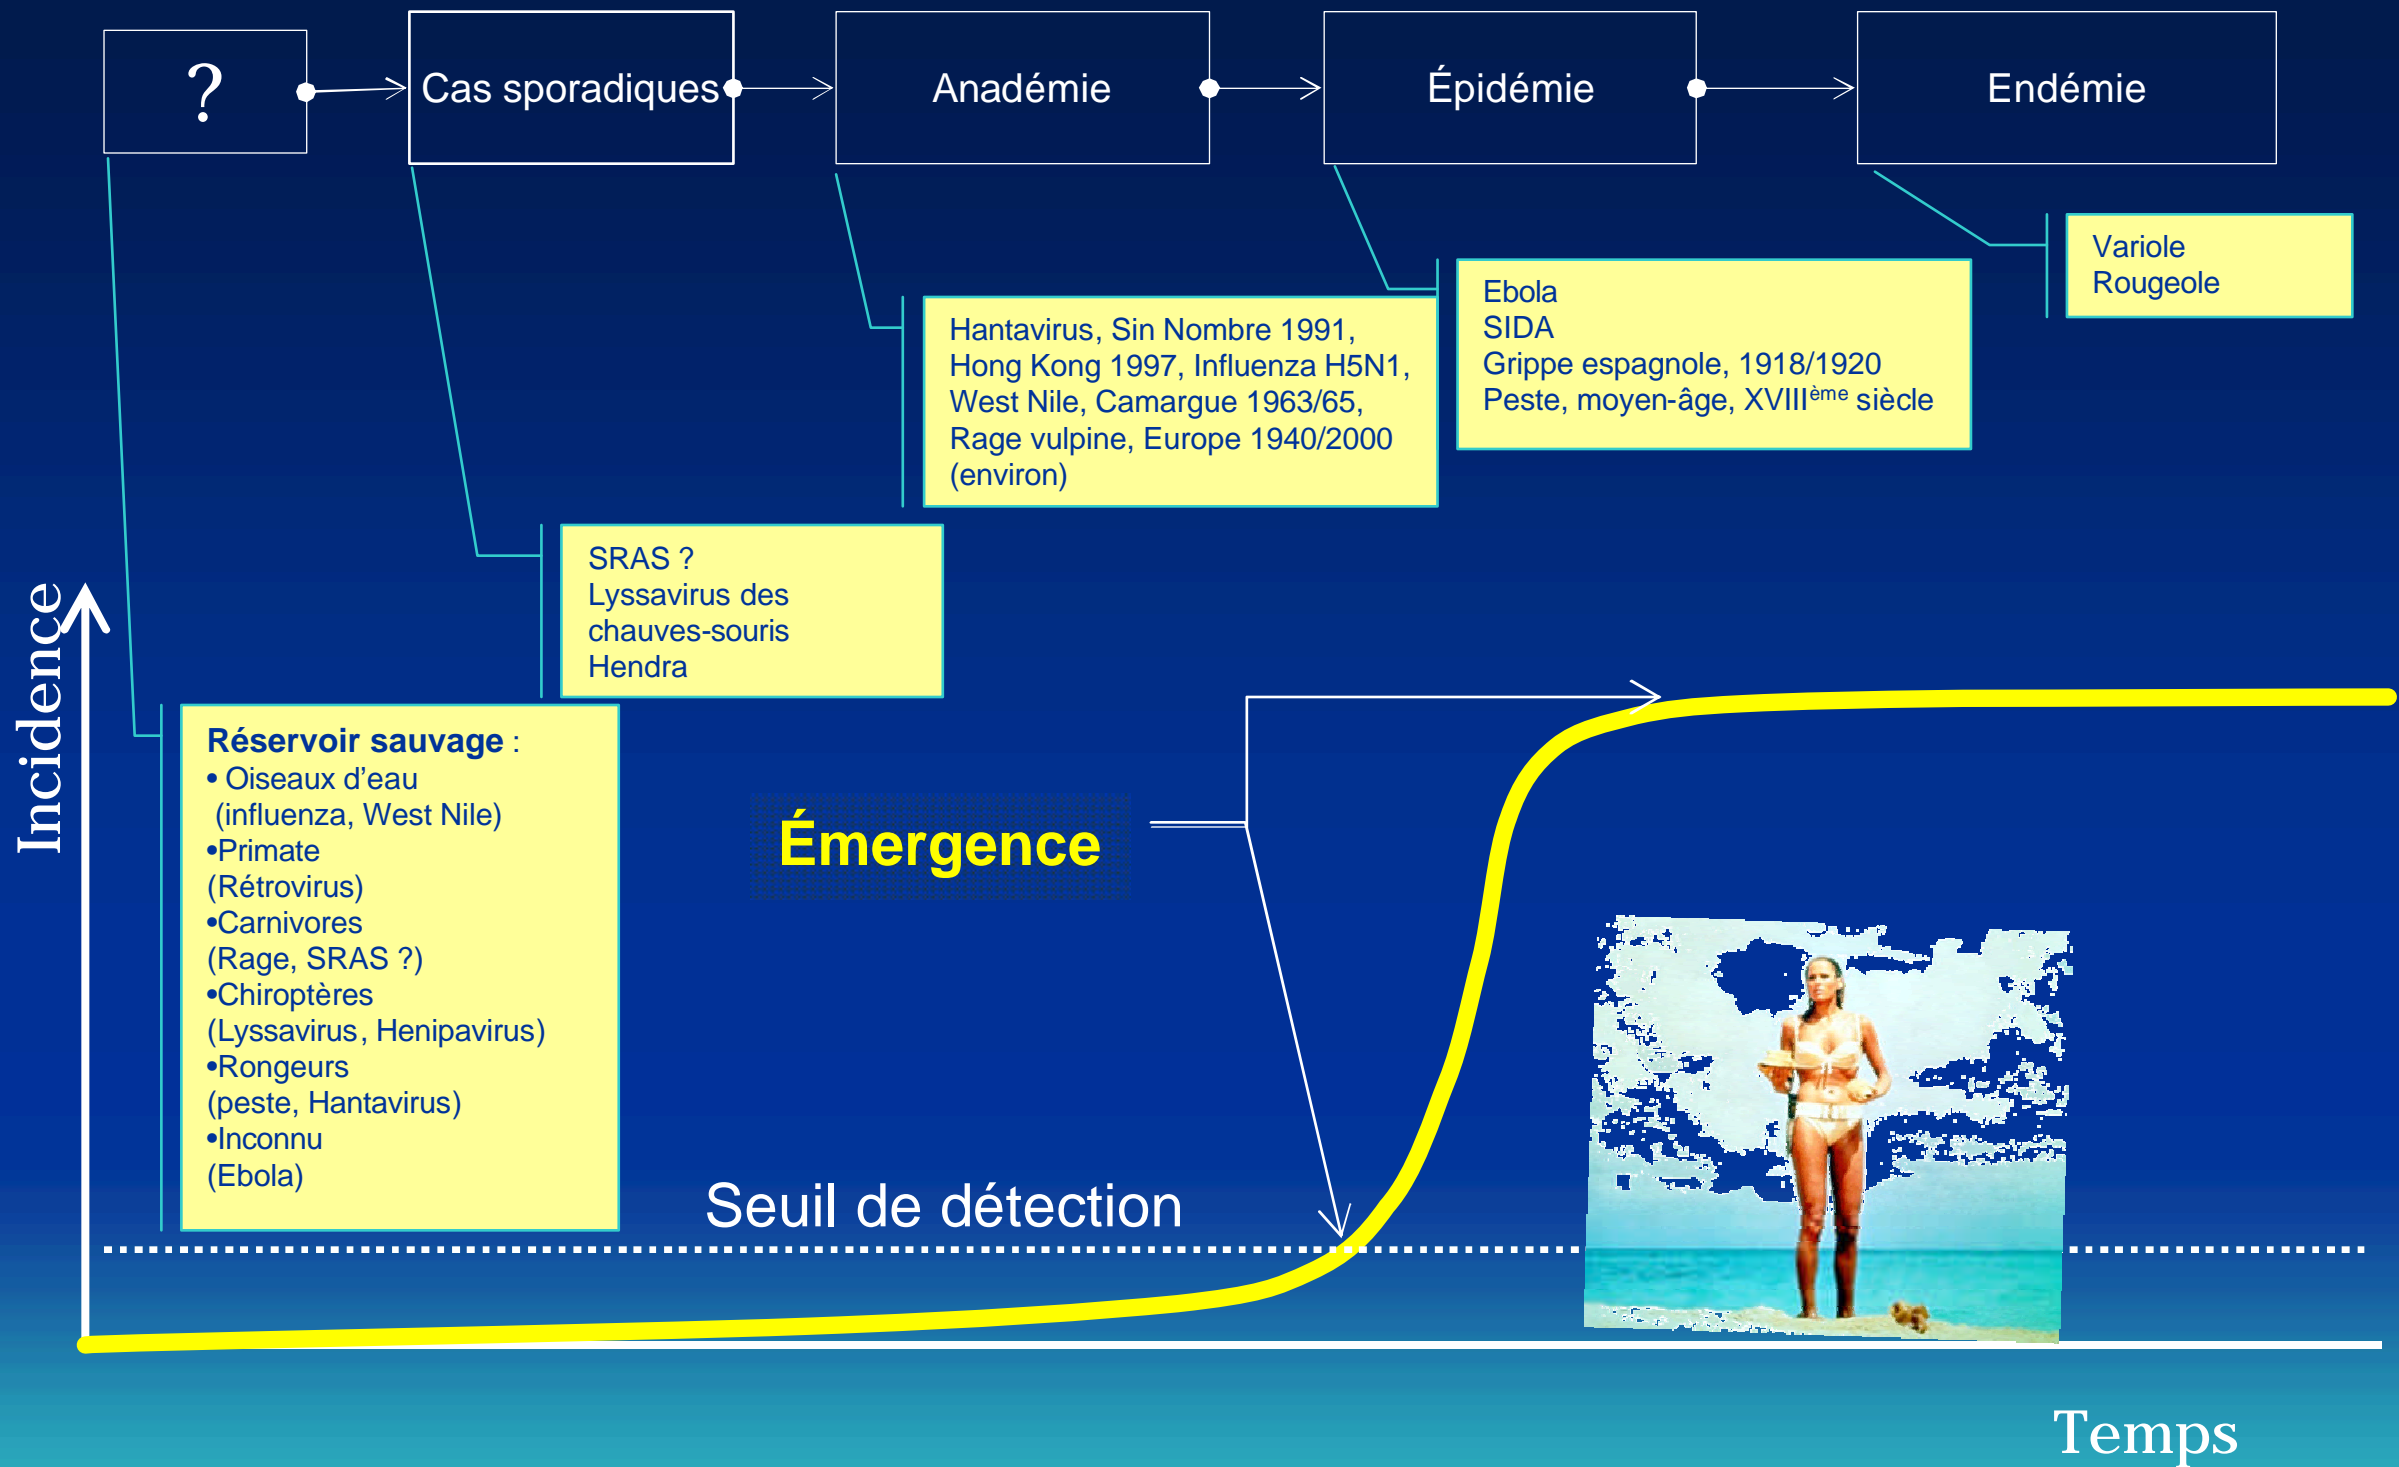 ?
Cas sporadiques
Anadémie
Épidémie
Endémie
Variole
Rougeole
Ebola
SIDA
Grippe espagnole, 1918/1920
Peste, moyen-âge, XVIIIème siècle
Hantavirus, Sin Nombre 1991,
Hong Kong 1997, Influenza H5N1,
West Nile, Camargue 1963/65,
Rage vulpine, Europe 1940/2000
(environ)
SRAS ?
Lyssavirus des
chauves-souris
Hendra
Incidence
Réservoir sauvage :
• Oiseaux d'eau
(influenza, West Nile)
•Primate
(Rétrovirus)
•Carnivores
(Rage, SRAS ?)
•Chiroptères
(Lyssavirus, Henipavirus)
•Rongeurs
(peste, Hantavirus)
•Inconnu
(Ebola)
Émergence
Seuil de détection
Temps